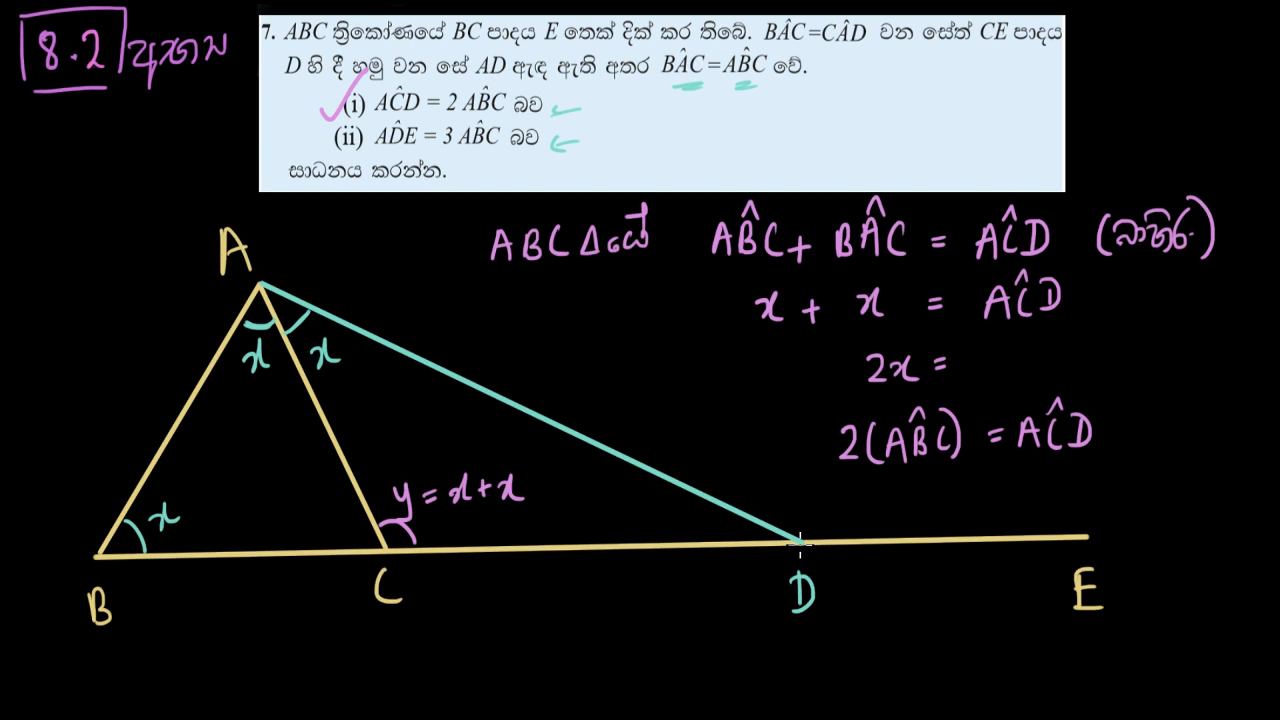 8.2 අභ්‍යාස
7. ABC ත්‍රිකෝණයේ BC පාදය E තෙක් දික් කර තිබේ. BÂC=CÂD වන සේත් CE පාදය
D හි දී හමු වන සේ AD ඇඳ ඇති අතර BÂC=AB̂C වේ.
(i) AĈD = 2 AB̂C බව
(ii) AD̂E = 3 AB̂C බව
සාධනය කරන්න.
ABC Δයේ AB̂C + BÂC = AĈD (බාහිර)
x + x = AĈD
2x =
2(AB̂C) = AĈD
A
x x
y = x+x
x
B C D E